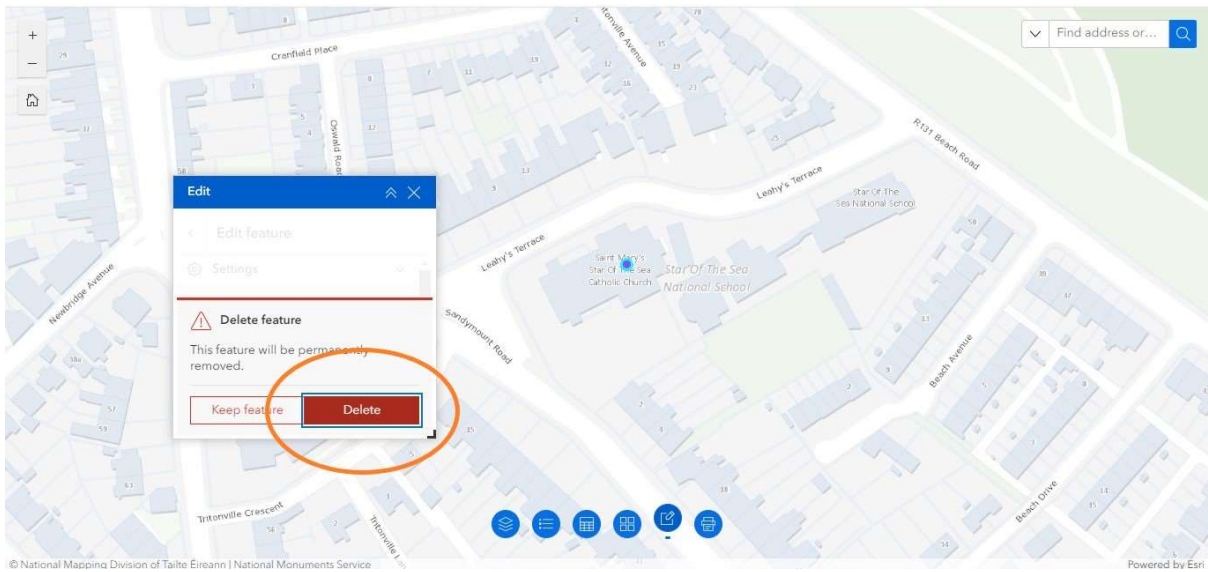 Find address or...
Cranfield Place
Tritonville Avenue
Oswald Road
R131 Beach Road
Leahy's Terrace
Star Of The
Sea National School
Edit
Edit feature
Settings
Leahy's Terrace
Saint Mary's
Star Of The Sea
Catholic Church
Star Of The Sea
National School
Newbridge Avenue
Sandymount Road
Delete feature
This feature will be permanently
removed.
Keep feature
Delete
Beach Avenue
Beach Drive
Tritonville Crescent
© National Mapping Division of Tailte Éireann | National Monuments Service
Powered by Esri